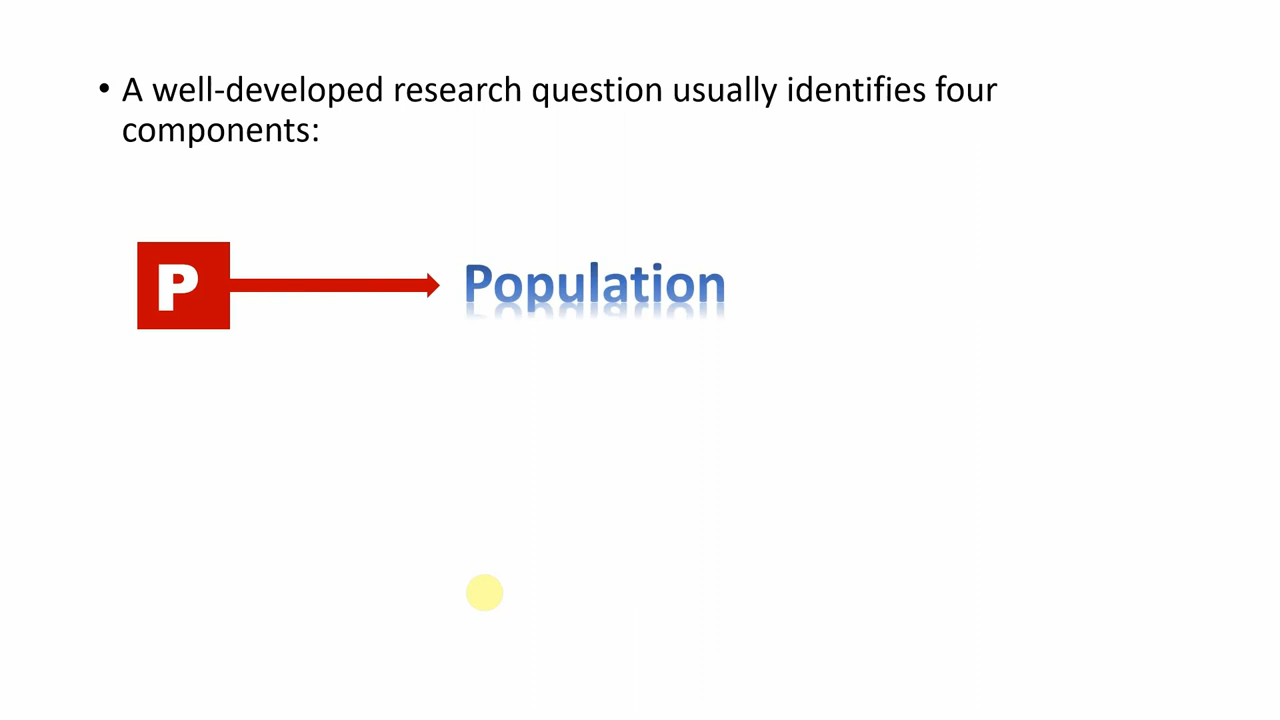 • A well-developed research question usually identifies four
components:
P Population